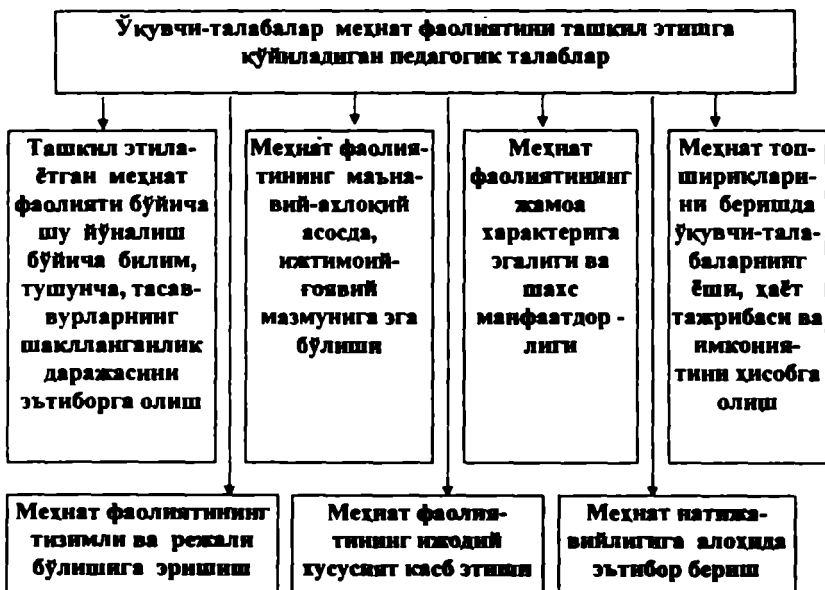 Ўқувчи-талабалар меҳнат фаолиятини ташкил этишга
қўйиладиган педагогик талаблар
Ташкил этила-
ётган меҳнат
фаолияти бўйича
шу йўналиш
бўйича билим,
тушунча, тасав-
вурларнинг
шаклланганлик
даражасини
эътиборга олиш
Меҳнат фаолия-
тининг маъна-
вий-ахлоқий
асосда,
ижтимоий-
ғоявий
мазмунига эга
бўлиши
Меҳнат
фаолиятининг
жамоа
характерига
эгалиги ва
шахс
манфаатдор -
лиги
Меҳнат топ-
шириқлари-
ни беришда
ўқувчи-тала-
баларнинг
ёши, ҳаёт
тажрибаси ва
имконият-
тини ҳисобга
олиш
Меҳнат фаолиятининг
тизимли ва режали
бўлишига эришиш
Меҳнат фаолия-
тининг ижодий
хусусият касб этиши
Меҳнат натижа-
вийлигига алоҳида
эътибор бериш